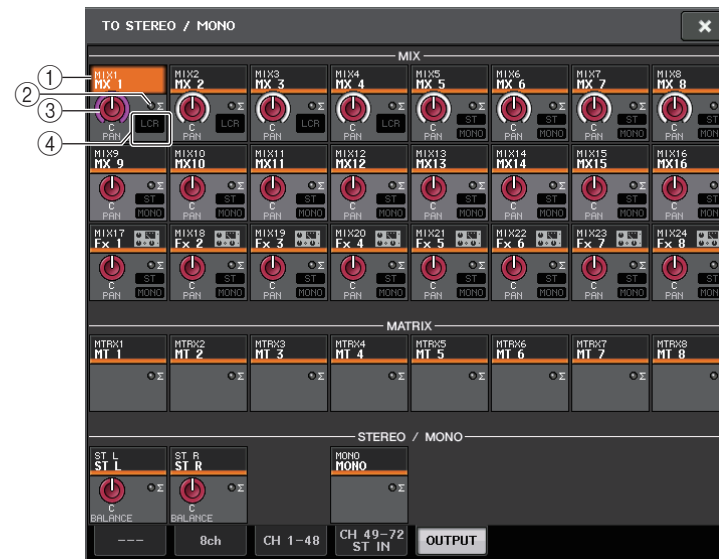 TO STEREO / MONO
MIX
MIX1 MIX2 MIX3 MIX4 MIX5 MIX6 MIX7 MIX8
1 MX 1 MX 2 MX 3 MX 4 MX 5 MX 6 MX 7 MX 8
2 Σ Σ Σ Σ Σ Σ Σ Σ
3 LCR LCR LCR LCR ST ST ST ST
C C C C C C C C
4 PAN PAN PAN PAN PAN MONO PAN MONO PAN MONO PAN MONO
MIX9 MIX10 MIX11 MIX12 MIX13 MIX14 MIX15 MIX16
MX 9 MX10 MX11 MX12 MX13 MX14 MX15 MX16
Σ Σ Σ Σ Σ Σ Σ Σ
ST ST ST ST ST ST ST ST
C C C C C C C C
PAN MONO PAN MONO PAN MONO PAN MONO PAN MONO PAN MONO PAN MONO PAN MONO
MIX17 MIX18 MIX19 MIX20 MIX21 MIX22 MIX23 MIX24
Fx 1 Fx 2 Fx 3 Fx 4 Fx 5 Fx 6 Fx 7 Fx 8
Σ Σ Σ Σ Σ Σ Σ Σ
ST ST ST ST ST ST ST ST
C C C C C C C C
PAN MONO PAN MONO PAN MONO PAN MONO PAN MONO PAN MONO PAN MONO PAN MONO
MATRIX
MTRX1 MTRX2 MTRX3 MTRX4 MTRX5 MTRX6 MTRX7 MTRX8
MT 1 MT 2 MT 3 MT 4 MT 5 MT 6 MT 7 MT 8
Σ Σ Σ Σ Σ Σ Σ Σ
STEREO / MONO
ST L ST R MONO
ST L ST R MONO
Σ Σ Σ
C C
BALANCE BALANCE
--- 8ch CH 1-48 CH 49-72 OUTPUT
ST IN